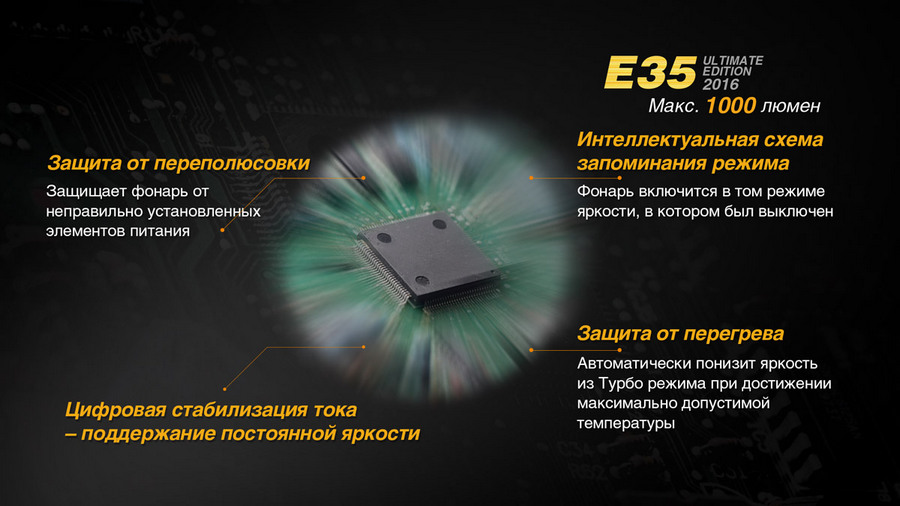 E35 ULTIMATE
EDITION
2016
Макс. 1000 люмен
Защита от переполюсовки
Защищает фонарь от
неправильно установленных
элементов питания
Интеллектуальная схема
запоминания режима
Фонарь включится в том режиме
яркости, в котором был выключен
Цифровая стабилизация тока
– поддержание постоянной яркости
Защита от перегрева
Автоматически понизит яркость
из Турбо режима при достижении
максимально допустимой
температуры